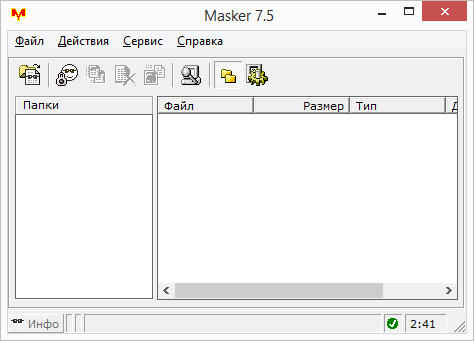 Masker 7.5
Файл Действия Сервис Справка
Папки
Файл Размер Тип Д
Инфо
2:41